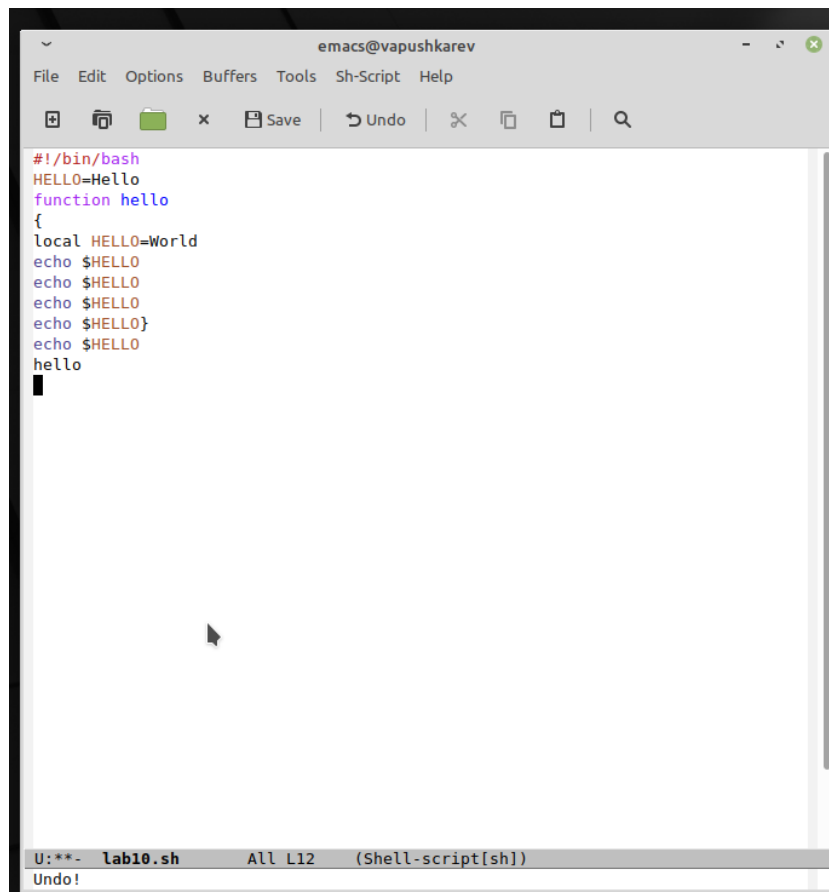 emacs@vapushkarev
File Edit Options Buffers Tools Sh-Script Help
Save Undo
#!/bin/bash
HELLO=Hello
function hello
{
local HELLO=World
echo $HELLO
echo $HELLO
echo $HELLO
echo $HELLO}
echo $HELLO
hello
U:**- lab10.sh All L12 (Shell-script[sh])
Undo!